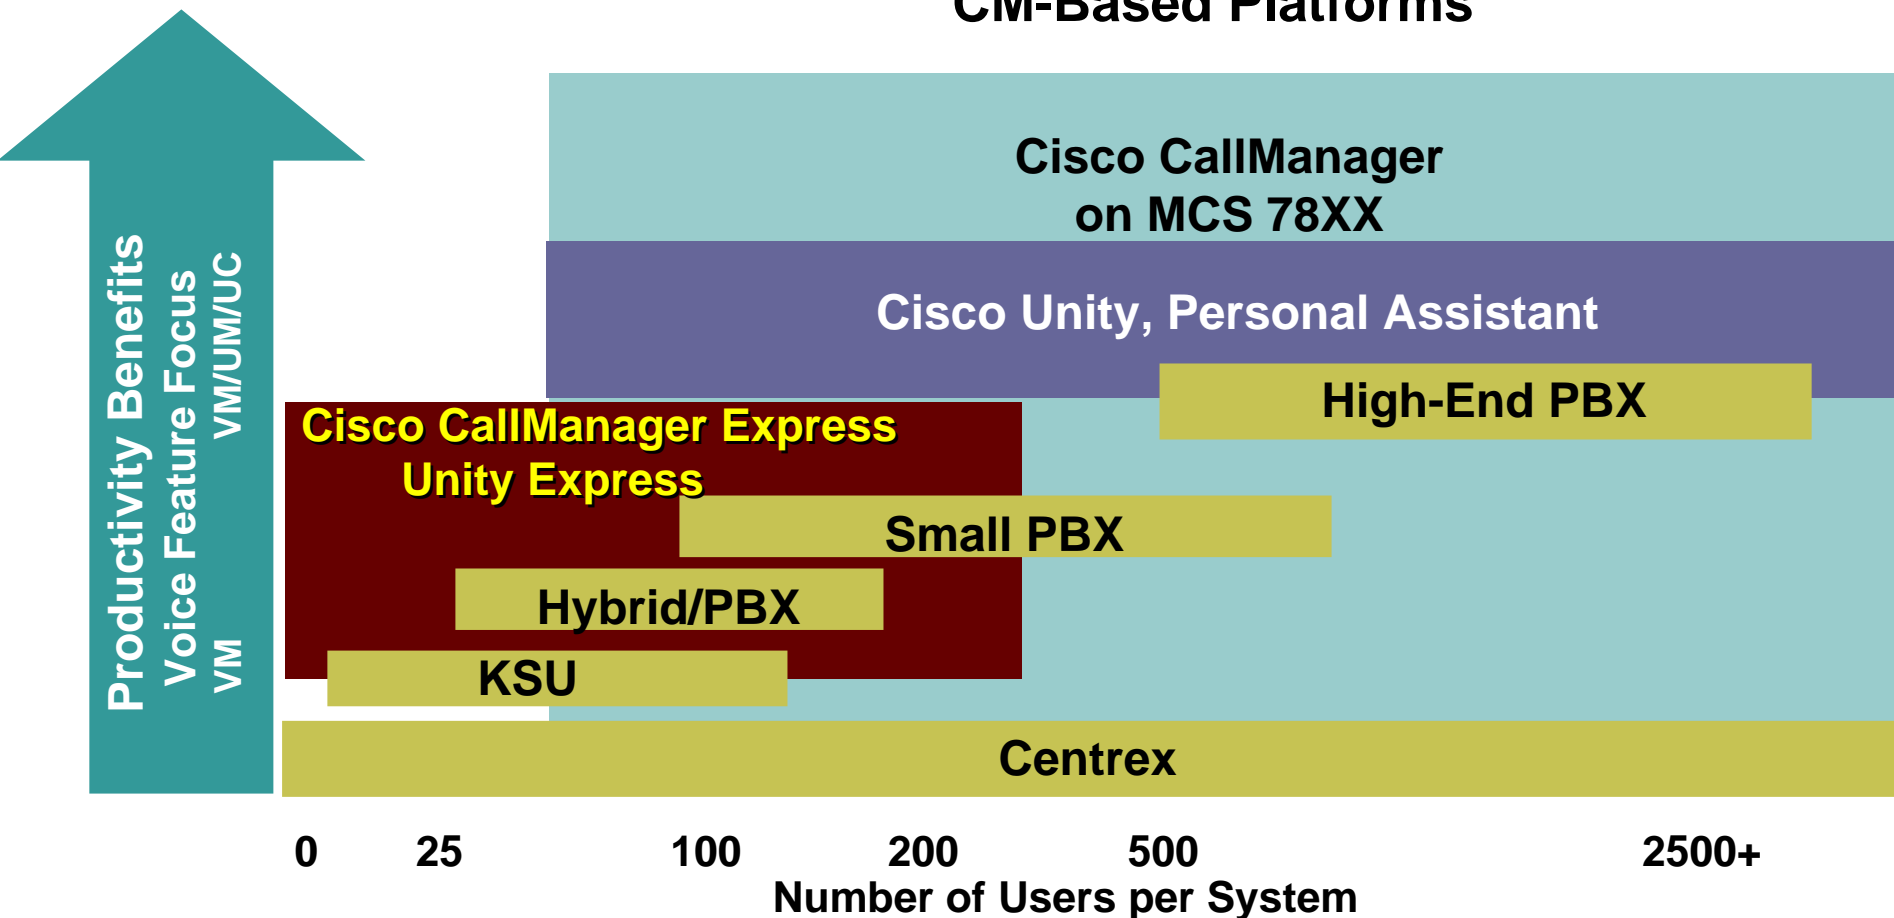 CM-Based Platforms
Cisco CallManager
on MCS 78XX
Cisco Unity, Personal Assistant
High-End PBX
Cisco CallManager Express
Unity Express
Small PBX
Hybrid/PBX
KSU
Centrex
Productivity Benefits
Voice Feature Focus
VM VM/UM/UC
0 25 100 200 500 2500+
Number of Users per System